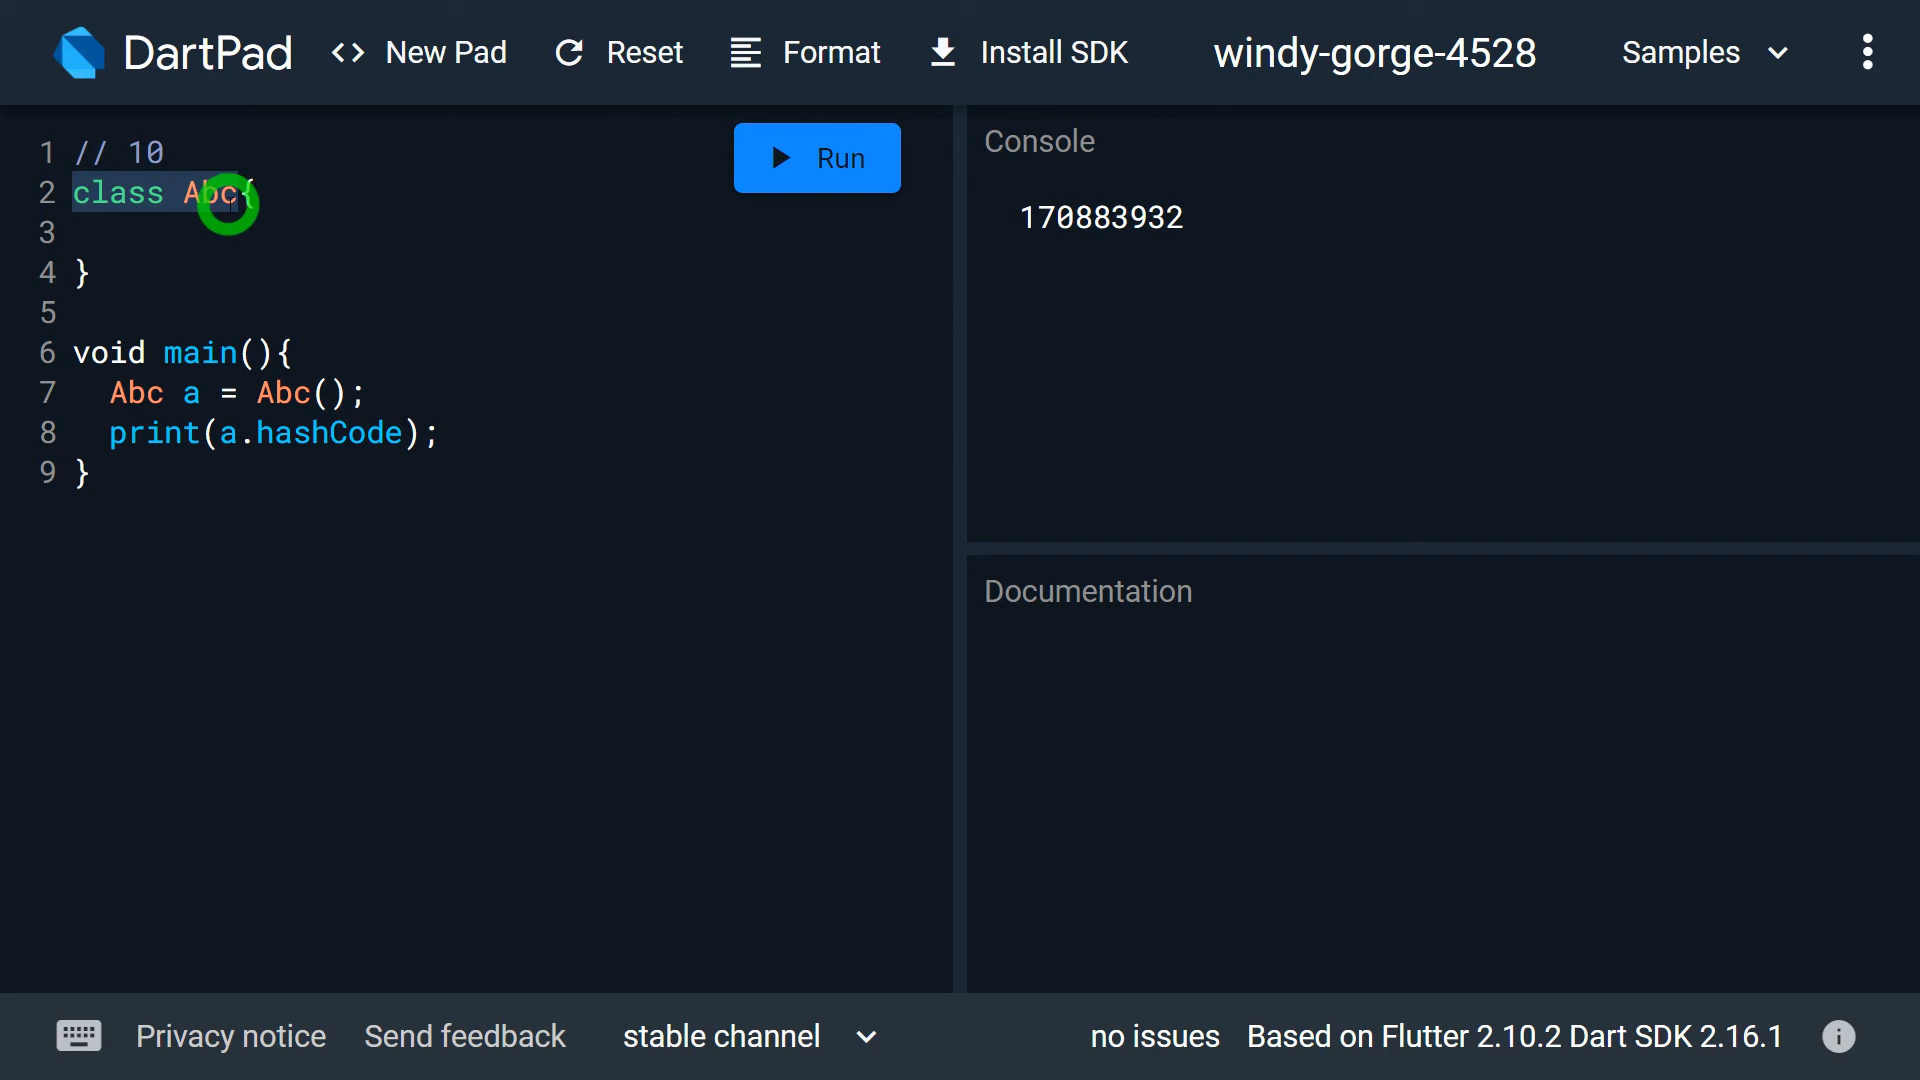 DartPad <> New Pad Reset Format Install SDK windy-gorge-4528 Samples
1 // 10
2 class Abc{
3
4 }
5
6 void main(){
7 Abc a = Abc();
8 print(a.hashCode);
9 }
Run
Console
170883932
Documentation
Privacy notice Send feedback stable channel no issues Based on Flutter 2.10.2 Dart SDK 2.16.1